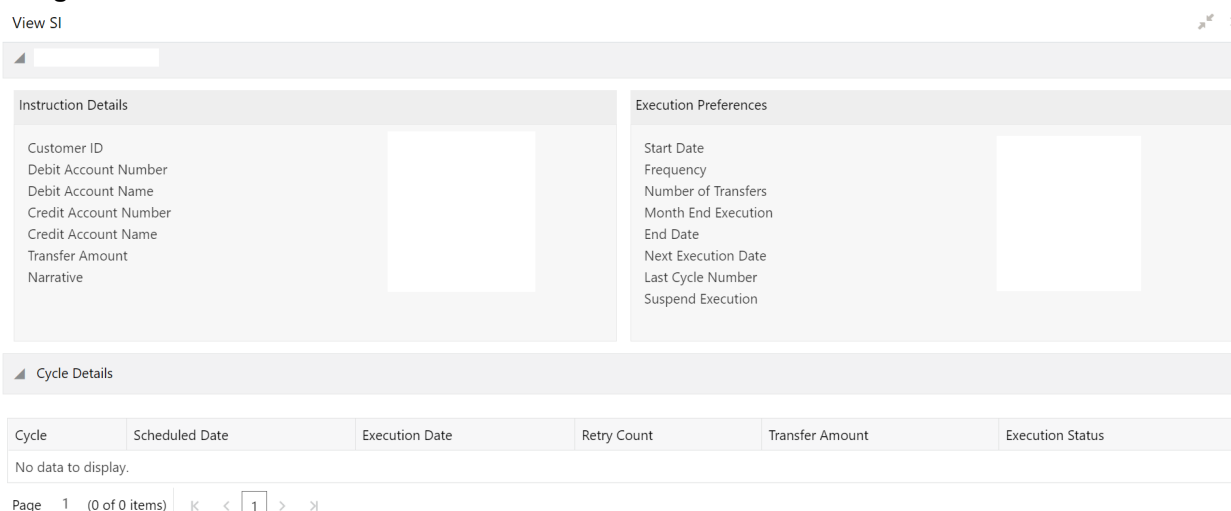 View SI
Instruction Details
Customer ID
Debit Account Number
Debit Account Name
Credit Account Number
Credit Account Name
Transfer Amount
Narrative
Execution Preferences
Start Date
Frequency
Number of Transfers
Month End Execution
End Date
Next Execution Date
Last Cycle Number
Suspend Execution
Cycle Details
Cycle Scheduled Date Execution Date Retry Count Transfer Amount Execution Status
No data to display.
Page 1 (0 of 0 items) 1